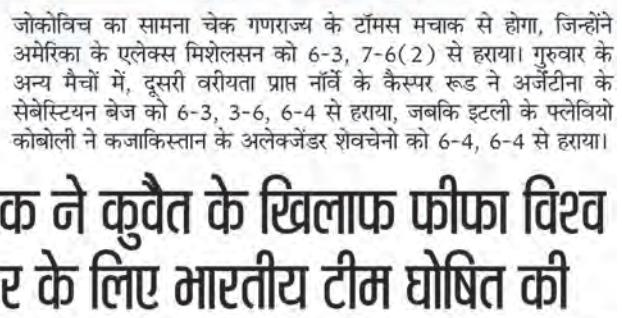 जोकोविच का सामना चेक गणराज्य के टॉमस मचाक से होगा, जिन्होंने
अमेरिका के एलेक्स मिशेलसन को 6-3, 7-6(2) से हराया। गुरुवार के
अन्य मैचों में, दूसरी वरीयता प्राप्त नॉर्वे के कैस्पर रूड ने अर्जेंटीना के
सेबेस्टियन बेज को 6-3, 3-6, 6-4 से हराया, जबकि इटली के फ्लेवियो
कोबोली ने कजाकिस्तान के अलेक्जेंडर शेवचेनो को 6-4, 6-4 से हराया।
क ने कुवैत के खिलाफ फीफा विश्व
र के लिए भारतीय टीम घोषित की